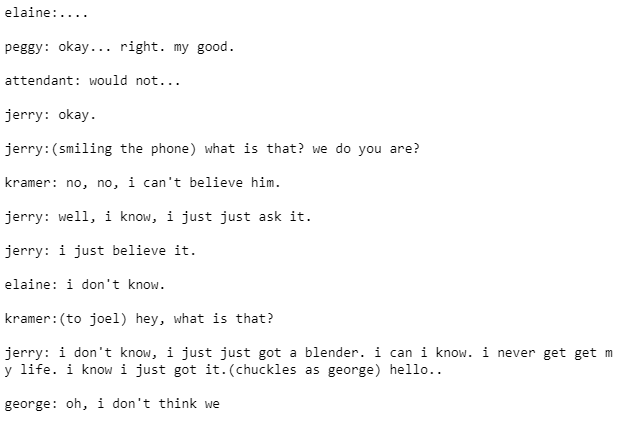 elaine:....
peggy: okay... right. my good.
attendant: would not...
jerry: okay.
jerry:(smiling the phone) what is that? we do you are?
kramer: no, no, i can't believe him.
jerry: well, i know, i just just ask it.
jerry: i just believe it.
elaine: i don't know.
kramer:(to joel) hey, what is that?
jerry: i don't know, i just just got a blender. i can i know. i never get get m
y life. i know i just got it.(chuckles as george) hello..
george: oh, i don't think we